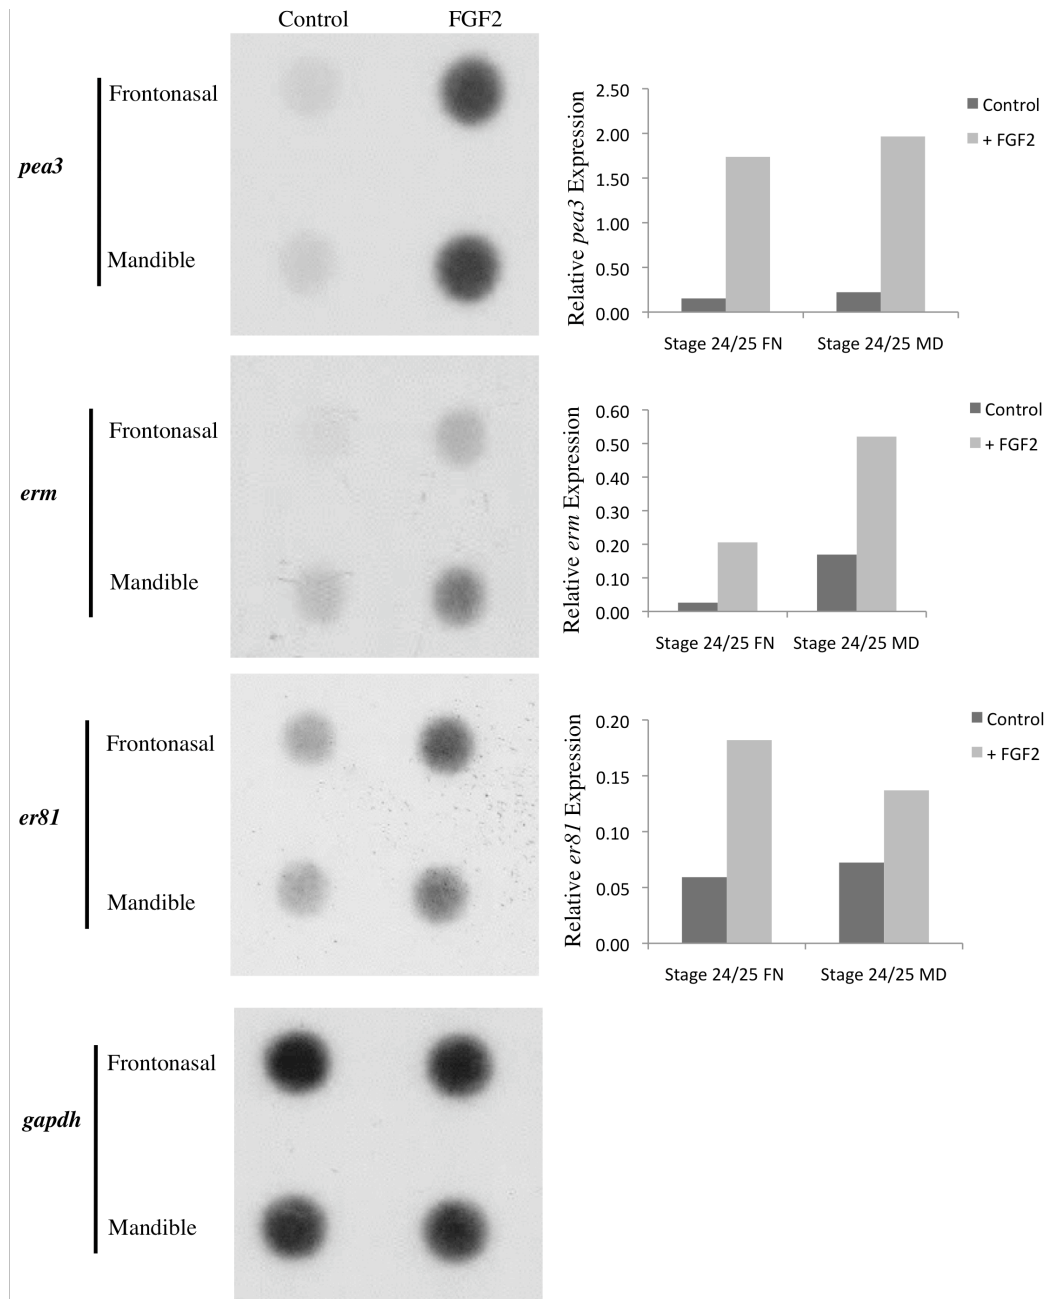 Control FGF2
pea3
Frontonasal
Mandible
Relative pea3 Expression
2.50
2.00
1.50
1.00
0.50
0.00
Stage 24/25 FN Stage 24/25 MD
Control
+ FGF2
erm
Frontonasal
Mandible
Relative erm Expression
0.60
0.50
0.40
0.30
0.20
0.10
0.00
Stage 24/25 FN Stage 24/25 MD
Control
+ FGF2
er81
Frontonasal
Mandible
Relative er81 Expression
0.20
0.15
0.10
0.05
0.00
Stage 24/25 FN Stage 24/25 MD
Control
+ FGF2
gapdh
Frontonasal
Mandible